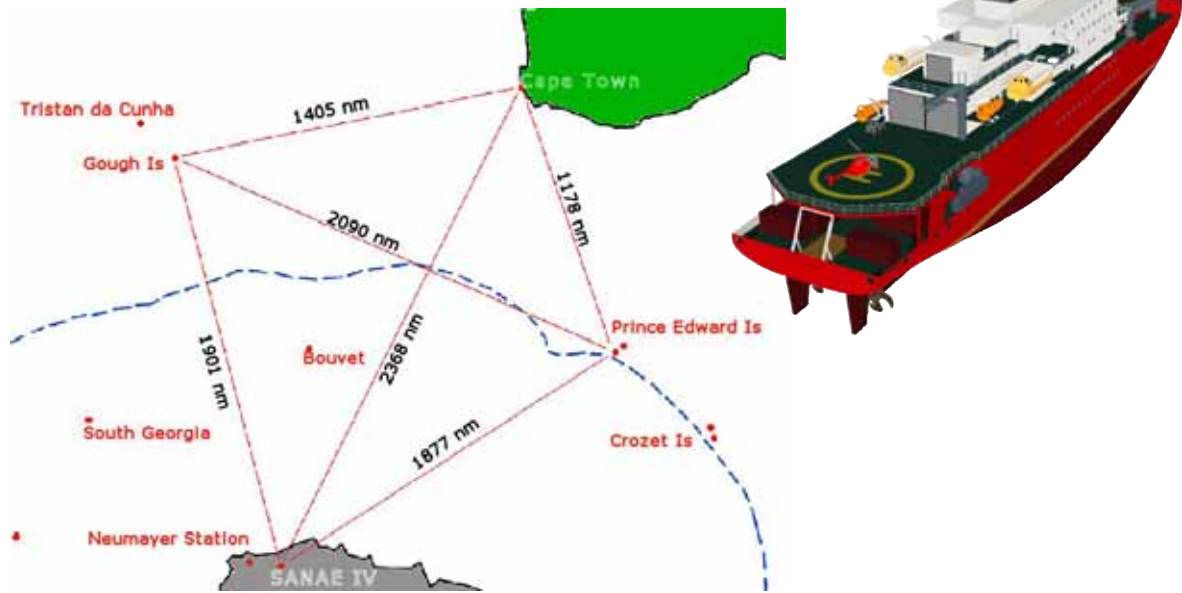 Cape Town
1405 nm
Tristan da Cunha
Gough Is
1178 nm
2090 nm
Prince Edward Is
1901 nm
Bouvet
2368 nm
South Georgia
1877 nm
Crozet Is
Neumayer Station
SANAE IV